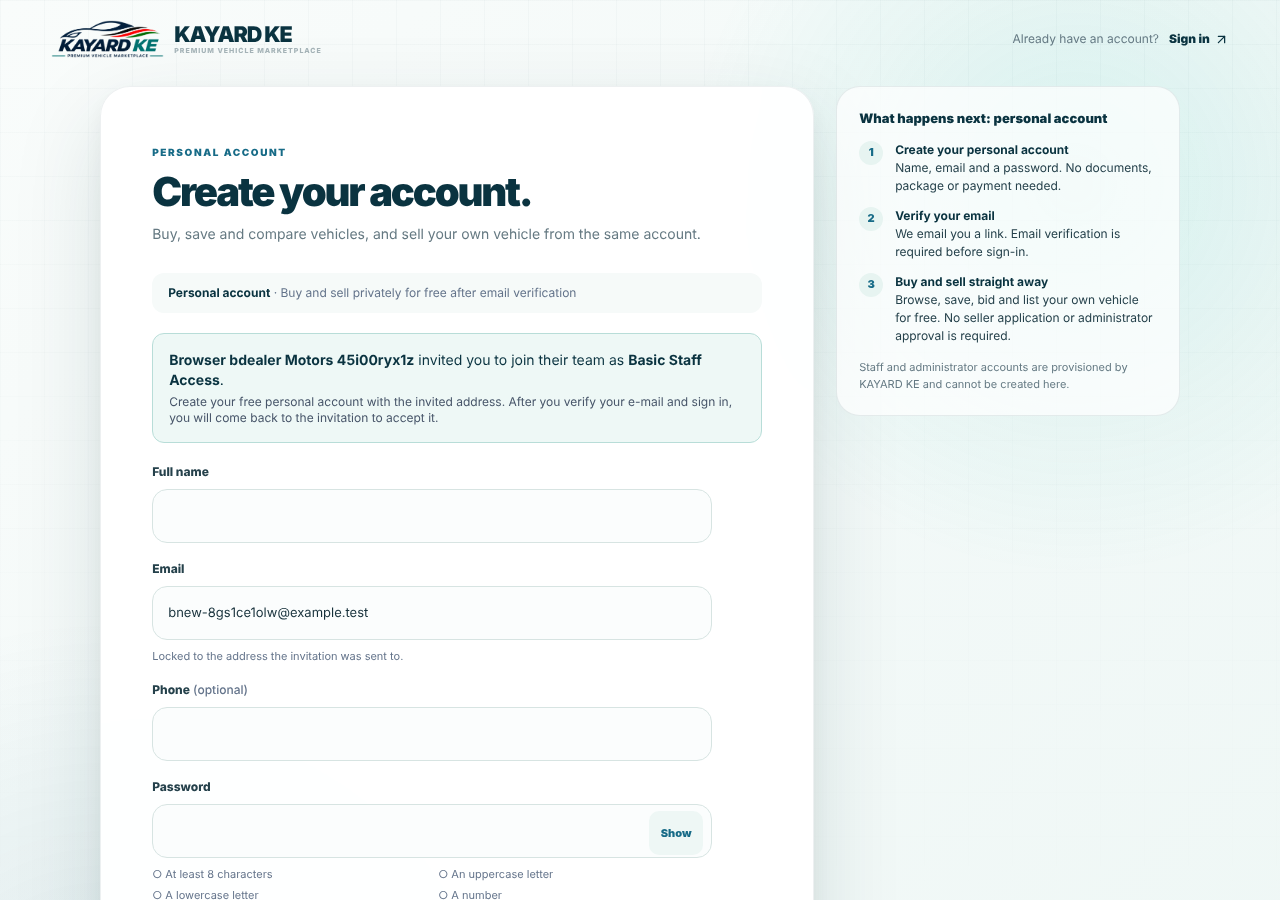 KAYARD KE
PREMIUM VEHICLE MARKETPLACE
KAYARD KE
PREMIUM VEHICLE MARKETPLACE
Already have an account? Sign in
PERSONAL ACCOUNT
Create your account.
Buy, save and compare vehicles, and sell your own vehicle from the same account.
Personal account · Buy and sell privately for free after email verification
Browser bdealer Motors 45i00ryx1z invited you to join their team as Basic Staff
Access.
Create your free personal account with the invited address. After you verify your e-mail and sign in,
you will come back to the invitation to accept it.
Full name
Email
bnew-8gs1ce1olw@example.test
Locked to the address the invitation was sent to.
Phone (optional)
Password
Show
At least 8 characters
An uppercase letter
A lowercase letter
A number
What happens next: personal account
1
Create your personal account
Name, email and a password. No documents,
package or payment needed.
2
Verify your email
We email you a link. Email verification is
required before sign-in.
3
Buy and sell straight away
Browse, save, bid and list your own vehicle
for free. No seller application or administrator
approval is required.
Staff and administrator accounts are provisioned by
KAYARD KE and cannot be created here.